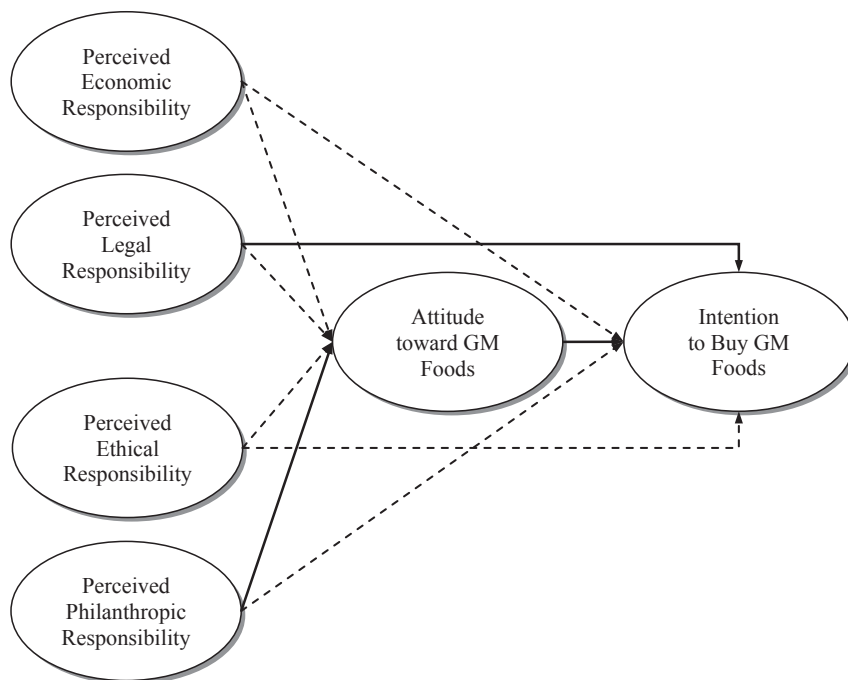 Perceived
Economic
Responsibility
Perceived
Legal
Responsibility
Attitude
toward GM
Foods
Intention
to Buy GM
Foods
Perceived
Ethical
Responsibility
Perceived
Philanthropic
Responsibility